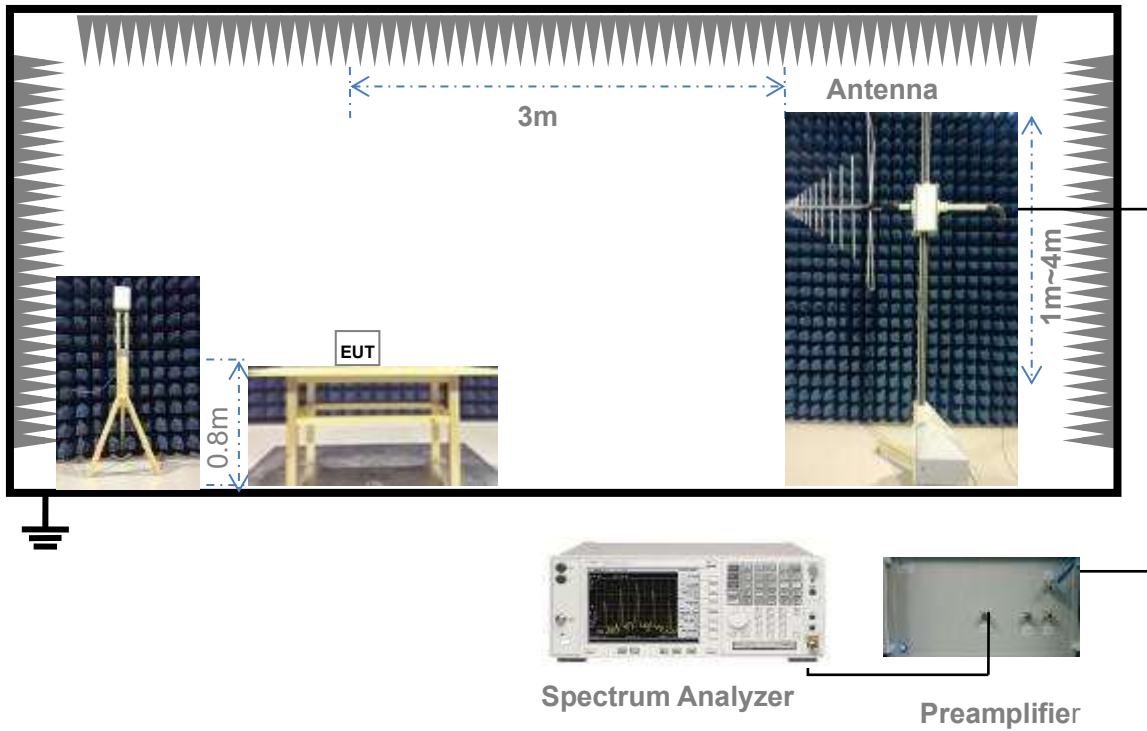 Antenna
3m
1m~4m
EUT
0.8m
Spectrum Analyzer
Preamplifier